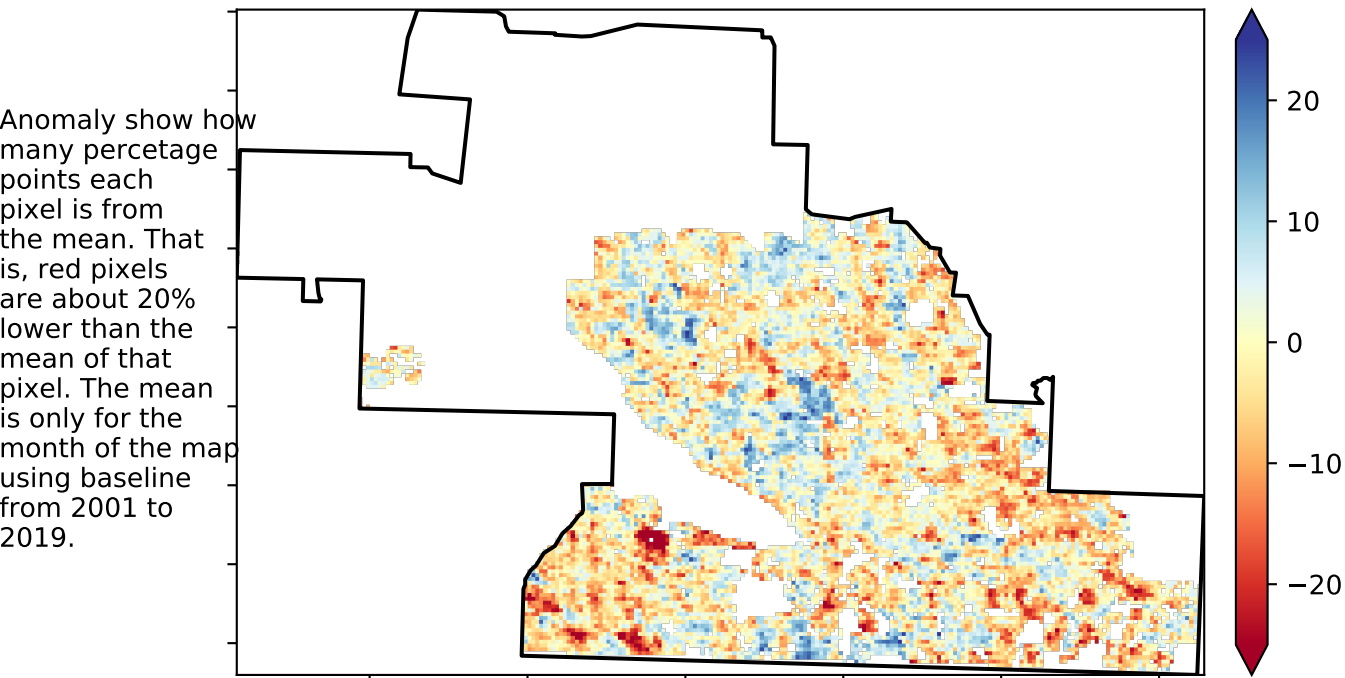 Anomaly show how
many percetage
points each
pixel is from
the mean. That
is, red pixels
are about 20%
lower than the
mean of that
pixel. The mean
is only for the
month of the map
using baseline
from 2001 to
2019.
20
10
0
−10
−20